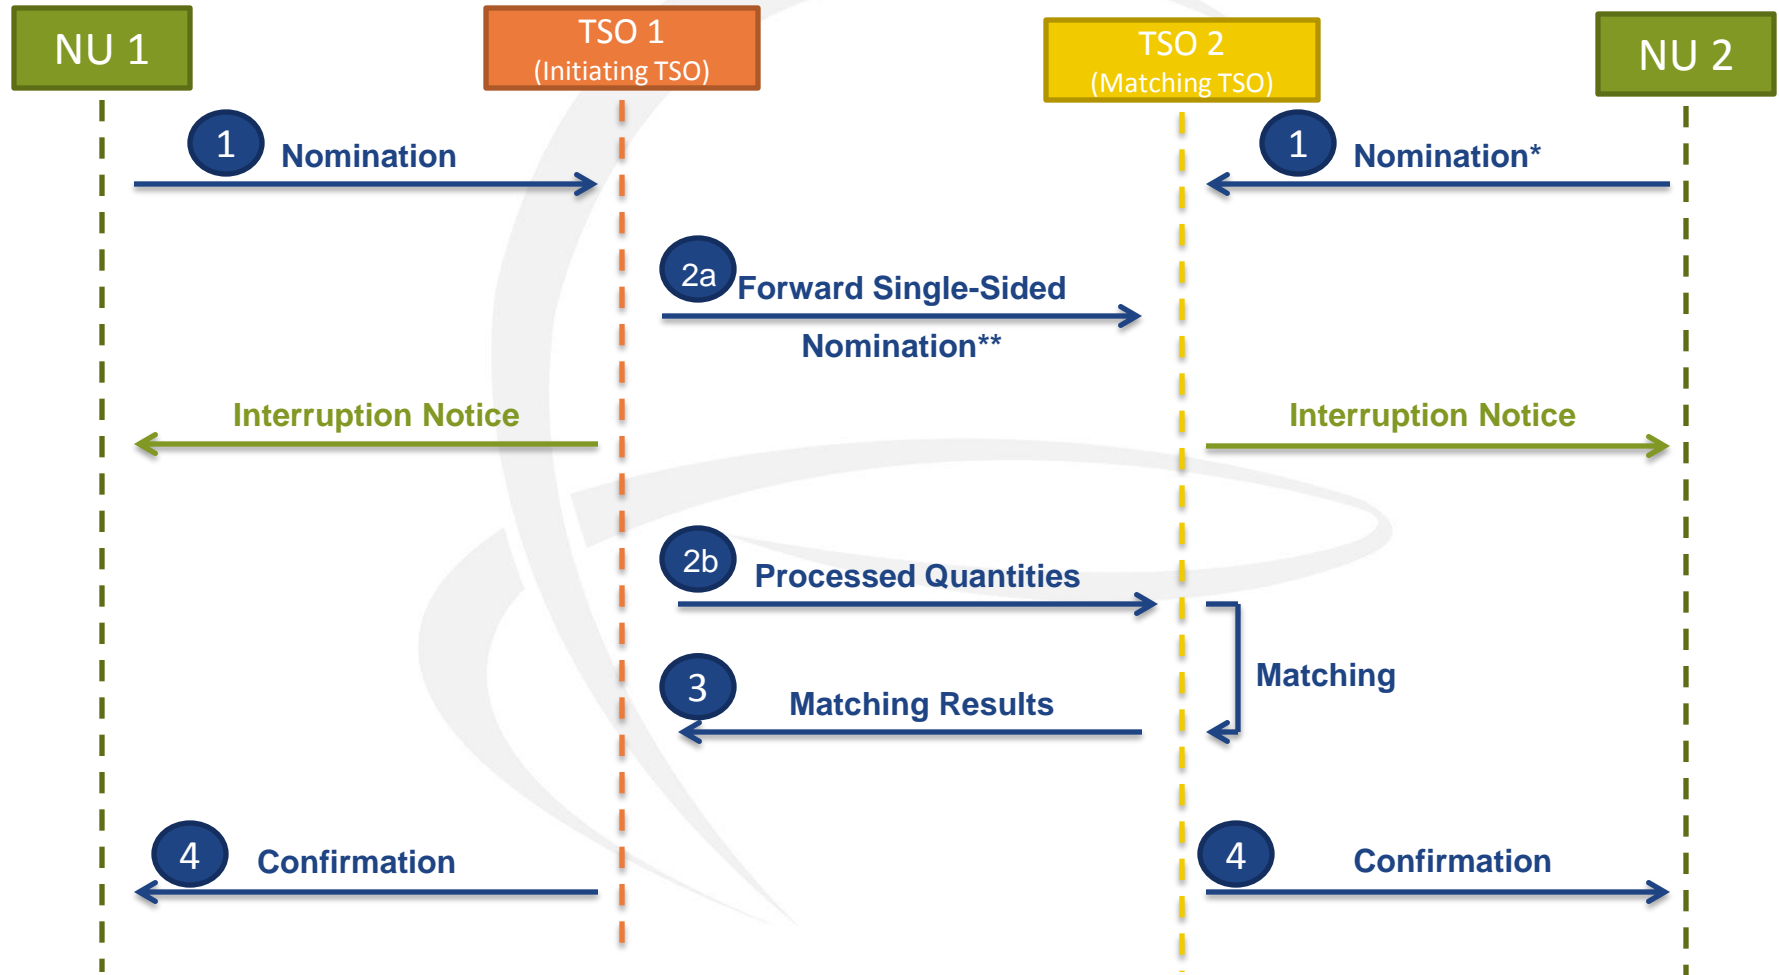 NU 1
TSO 1
(Initiating TSO)
TSO 2
(Matching TSO)
NU 2
1 Nomination
1 Nomination*
2a Forward Single-Sided
Nomination**
Interruption Notice
Interruption Notice
2b Processed Quantities
Matching
3 Matching Results
4 Confirmation
4 Confirmation